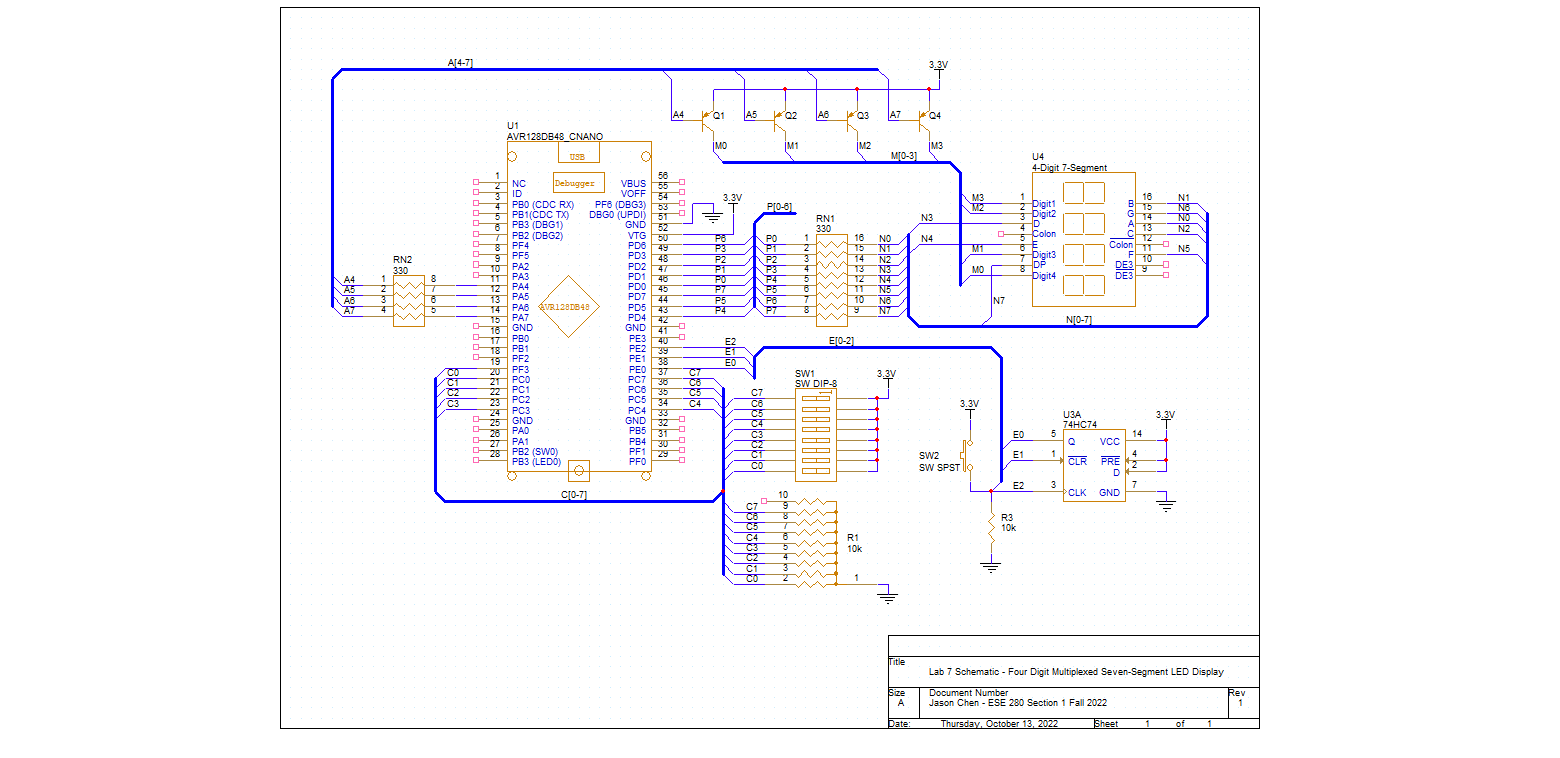 A[4-7]
3.3V
A4 Q1 A5 Q2 A6 Q3 A7 Q4
M0 M1 M2 M3
M[0-3]
U1
AVR128DB48_CNANO
USB
Debugger
1 NC
2 ID
3 PB0 (CDC RX)
4 PB1(CDC TX)
5 PB3 (DBG1)
6 PB2 (DBG2)
7 PF4
8 PF5
9 PA2
10 PA3
11 PA4
12 PA5
13 PA6
14 PA7
15 GND
16 PB0
17 PB1
18 PF2
19 PF3
20 PC0
21 PC1
22 PC2
23 PC3
24 GND
25 PA0
26 PA1
27 PB2 (SW0)
28 PB3 (LED0)
AVR128DB48
VBUS 56
VOFF 55
PF6 (DBG3) 54
DBG0 (UPDI) 53
GND 51
VTG 52
PD6 50
PD3 49
PD2 48
PD1 47
PD0 46
PD7 45
PD5 44
PD4 43
GND 42
PE3 41
PE2 40
PE1 39
PE0 38
PC7 37
PC6 36
PC5 35
PC4 34
GND 33
PB5 32
PB4 31
PF1 30
PF0 29
RN2
330
A4 1 8
A5 2 7
A6 3 6
A7 4 5
C0
C1
C2
C3
C[0-7]
3.3V
P6
P3
P2
P1
P0
P7
P5
P4
E2
E1
E0
C7
C6
C5
C4
P[0-6]
RN1
330
P0 1 16 N0
P1 2 15 N1
P2 3 14 N2
P3 4 13 N3
P4 5 12 N4
P5 6 11 N5
P6 7 10 N6
P7 8 9 N7
U4
4-Digit 7-Segment
M3 1 Digit1
M2 2 Digit2
N3 3 D
4 Colon
N4 5 E
M1 6 Digit3
7 DP
M0 8 Digit4
N7
B 16 N1
G 15 N6
A 14 N0
C 13 N2
Colon 12
F 11 N5
DE3 10
DE3 9
N[0-7]
E[0-2]
SW1
SW DIP-8
3.3V
C7
C6
C5
C4
C3
C2
C1
C0
10
C7 9
C6 8
C5 7
C4 6
C3 5
C2 4
C1 3
C0 2
R1
10k
1
3.3V
SW2
SW SPST
R3
10k
U3A
74HC74
E0 5 Q
E1 1 CLR
E2 3 CLK
VCC 14
PRE 4
D 2
GND 7
3.3V
Title
Lab 7 Schematic - Four Digit Multiplexed Seven-Segment LED Display
Size Document Number Rev
A Jason Chen - ESE 280 Section 1 Fall 2022 1
Date: Thursday, October 13, 2022 Sheet 1 of 1